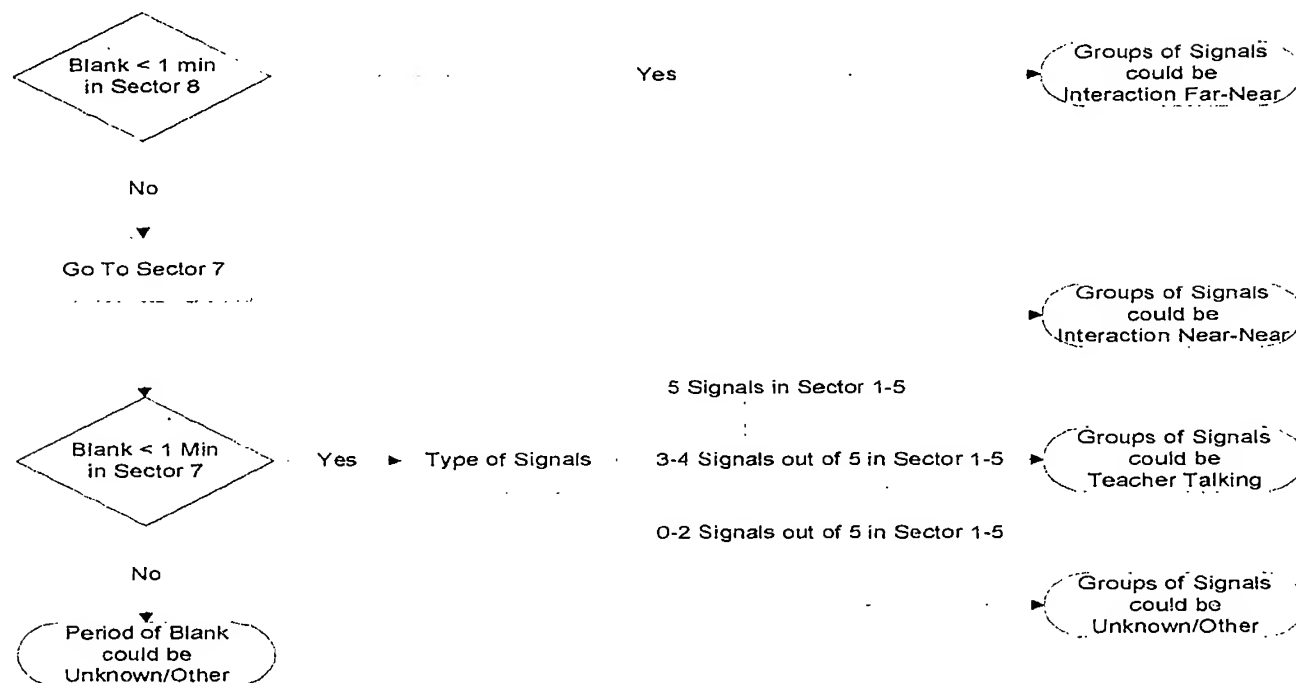 Blank < 1 min
in Sector 8
Yes
Groups of Signals
could be
Interaction Far-Near
No
Go To Sector 7
Groups of Signals
could be
Interaction Near-Near
5 Signals in Sector 1-5
Blank < 1 Min
in Sector 7
Yes
Type of Signals
3-4 Signals out of 5 in Sector 1-5
Groups of Signals
could be
Teacher Talking
0-2 Signals out of 5 in Sector 1-5
No
Groups of Signals
could be
Unknown/Other
Period of Blank
could be
Unknown/Other